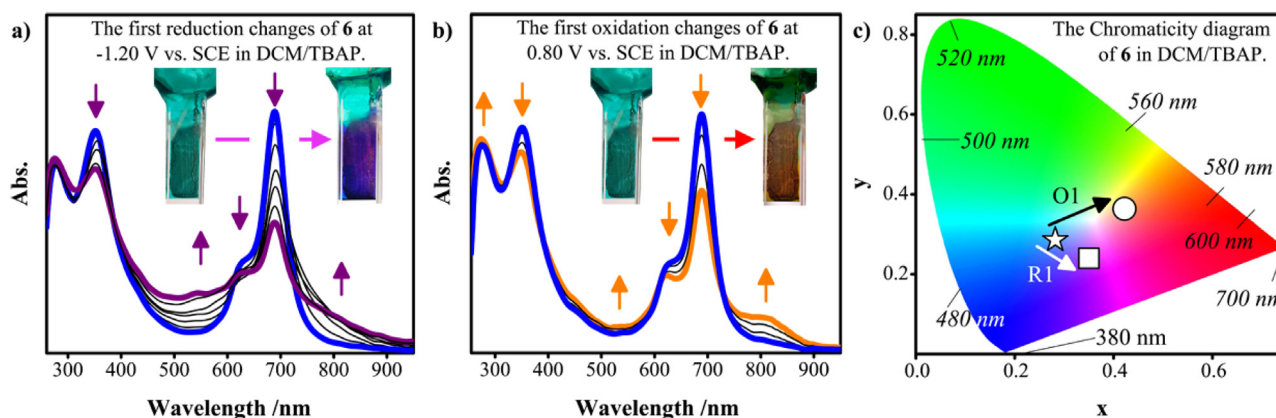 a)
The first reduction changes of 6 at
-1.20 V vs. SCE in DCM/TBAP.
Abs.
300 400 500 600 700 800 900
Wavelength /nm
b)
The first oxidation changes of 6 at
0.80 V vs. SCE in DCM/TBAP.
Abs.
300 400 500 600 700 800 900
Wavelength /nm
c)
The Chromaticity diagram
of 6 in DCM/TBAP.
0.8
0.6
0.4
0.2
y
520 nm
560 nm
500 nm
580 nm
O1
600 nm
R1
700 nm
480 nm
380 nm
0.0 0.2 0.4 0.6
x